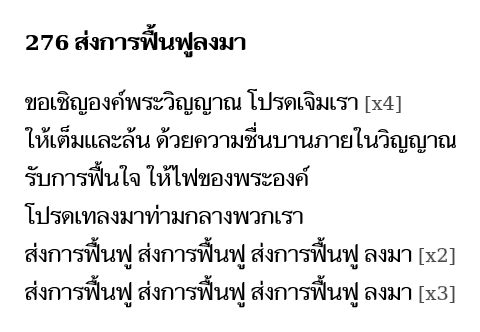 276 ส่งการฟื้นฟูลงมา
ขอเชิญองค์พระวิญญาณ โปรดเจิมเรา [x4]
ให้เต็มและล้น ด้วยความชื่นบานภายในวิญญาณ
รับการฟื้นใจ ให้ไฟของพระองค์
โปรดเทลงมาท่ามกลางพวกเรา
ส่งการฟื้นฟู ส่งการฟื้นฟู ส่งการฟื้นฟู ลงมา [x2]
ส่งการฟื้นฟู ส่งการฟื้นฟู ส่งการฟื้นฟู ลงมา [x3]